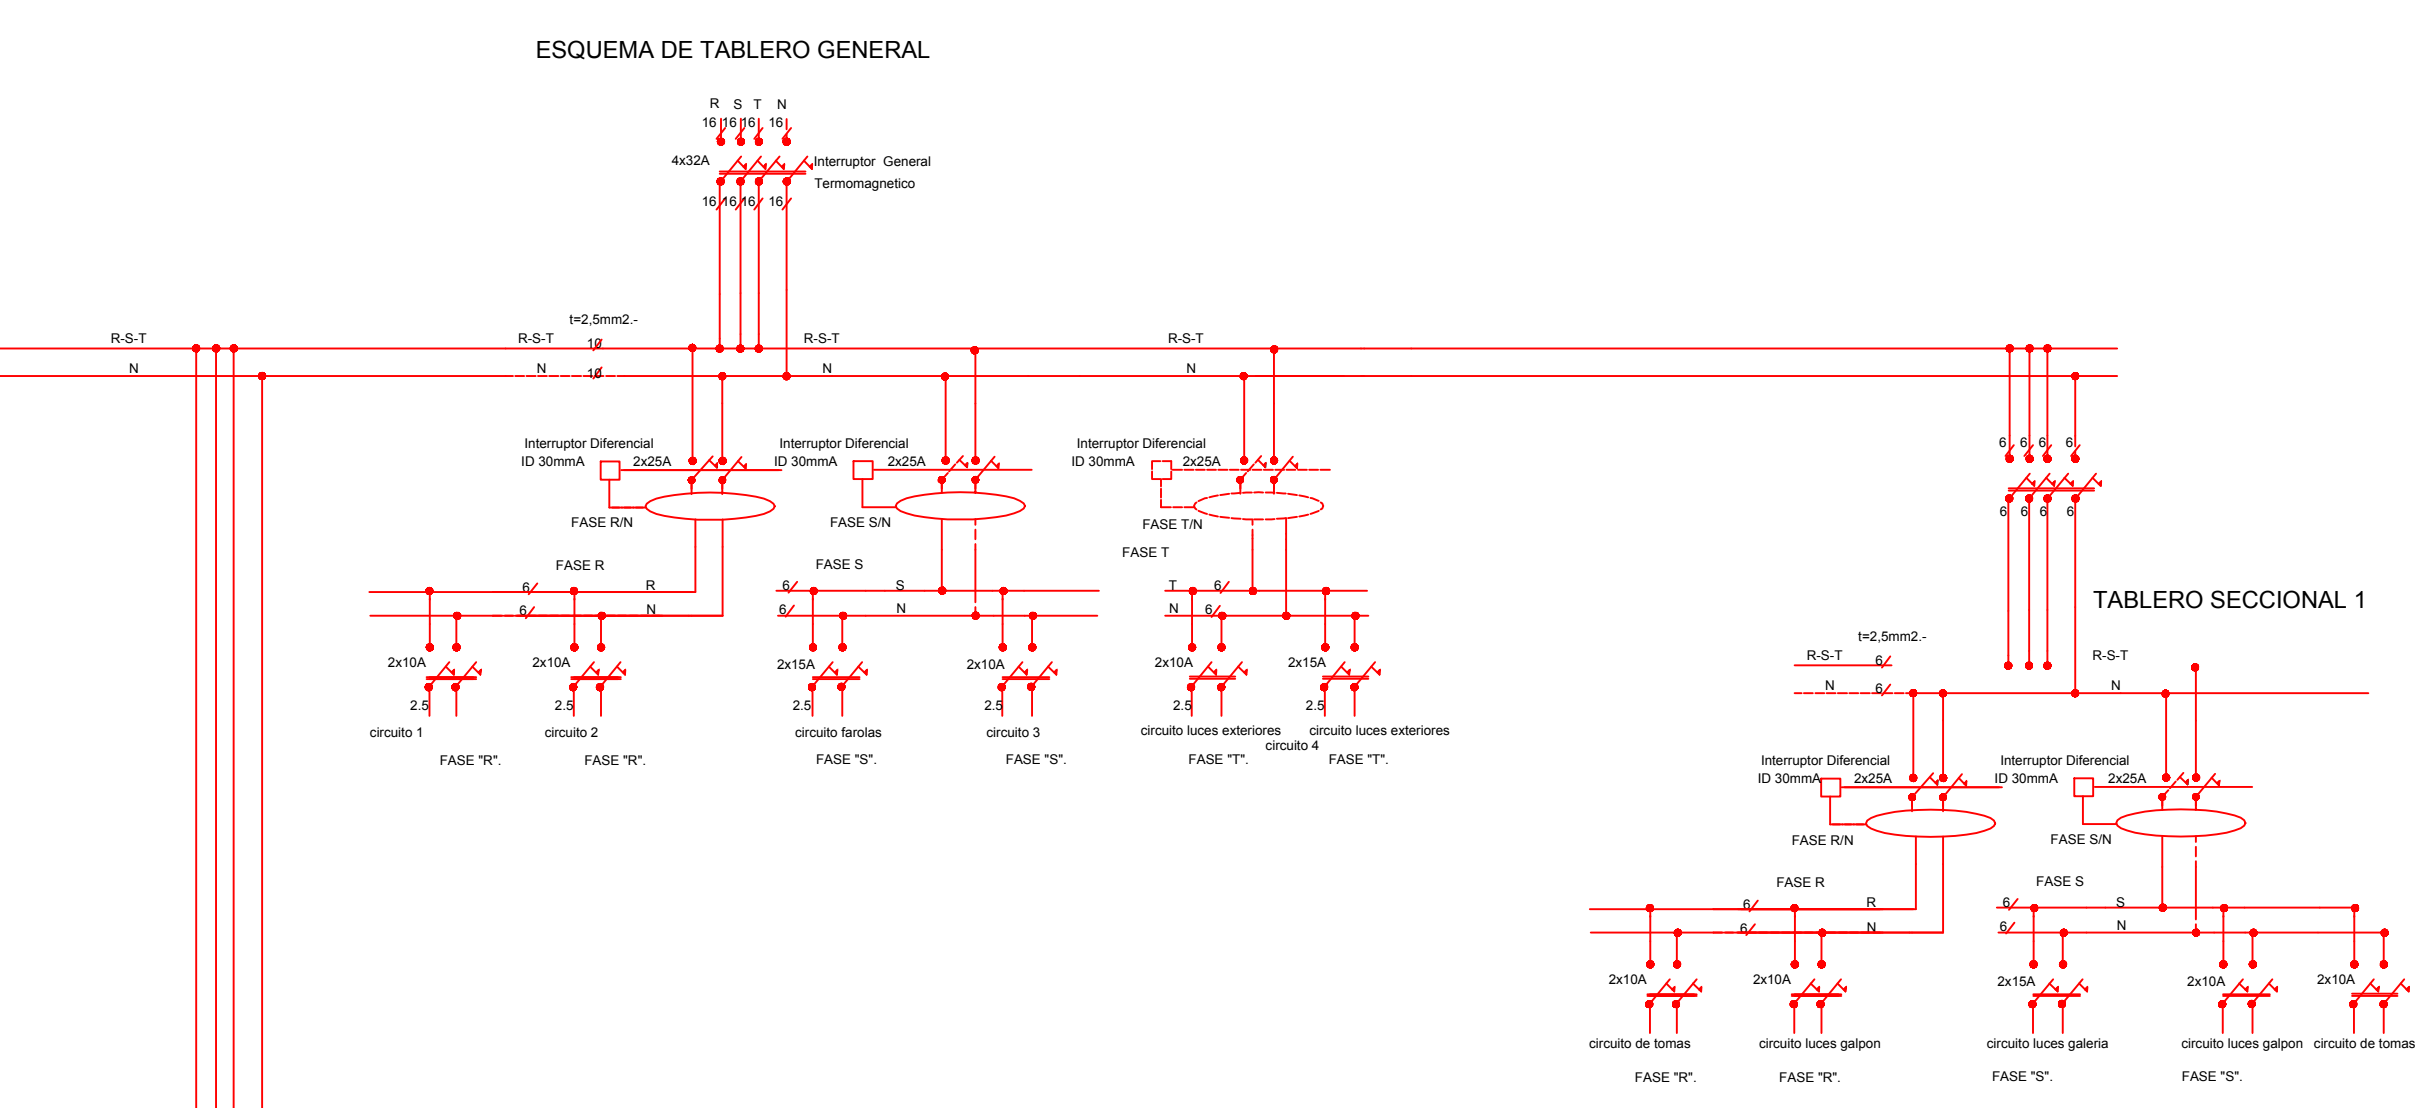 ESQUEMA DE TABLERO GENERAL
R S T N
16 16 16 16
4x32A
Interruptor General
Termomagnetico
16 16 16 16
t=2,5mm2.-
R-S-T R-S-T 10 R-S-T R-S-T
N N 10 N N
Interruptor Diferencial
ID 30mmA 2x25A
FASE R/N
Interruptor Diferencial
ID 30mmA 2x25A
FASE S/N
Interruptor Diferencial
ID 30mmA 2x25A
FASE T/N
6 6 6 6
6 6 6 6
FASE R
6 R
6 N
FASE S
6 S
6 N
FASE T
T 6
N 6
2x10A 2x10A 2x15A 2x10A 2x10A 2x15A
2.5 2.5 2.5 2.5 2.5 2.5
circuito 1 circuito 2 circuito farolas circuito 3 circuito luces exteriores circuito luces exteriores
circuito 4
FASE "R". FASE "R". FASE "S". FASE "S". FASE "T". FASE "T".
TABLERO SECCIONAL 1
t=2,5mm2.-
R-S-T 6 R-S-T
N 6 N
Interruptor Diferencial
ID 30mmA 2x25A
FASE R/N
Interruptor Diferencial
ID 30mmA 2x25A
FASE S/N
FASE R
6 R
6 N
FASE S
6 S
6 N
2x10A 2x10A 2x15A 2x10A 2x10A
circuito de tomas circuito luces galpon circuito luces galeria circuito luces galpon circuito de tomas
FASE "R". FASE "R". FASE "S". FASE "S".